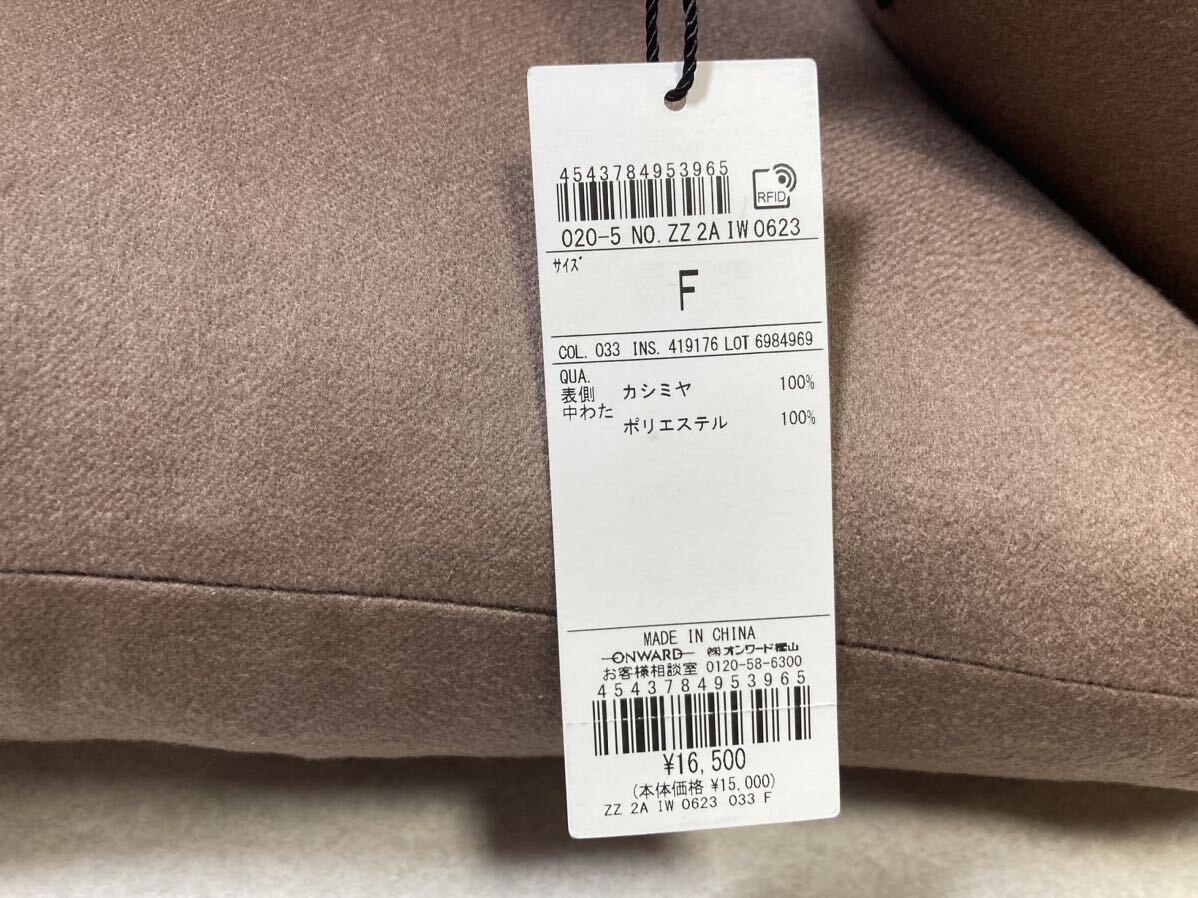 4543784953965
RFID
020-5 NO. ZZ 2A IW 0623
サイズ
F
COL. 033 INS. 419176 LOT 6984969
QUA.
表側 カシミヤ 100%
中わた ポリエステル 100%
MADE IN CHINA
ONWARD ㈱オンワード樫山
お客様相談室 0120-58-6300
4543784953965
¥16,500
(本体価格 ¥15,000)
ZZ 2A IW 0623 033 F